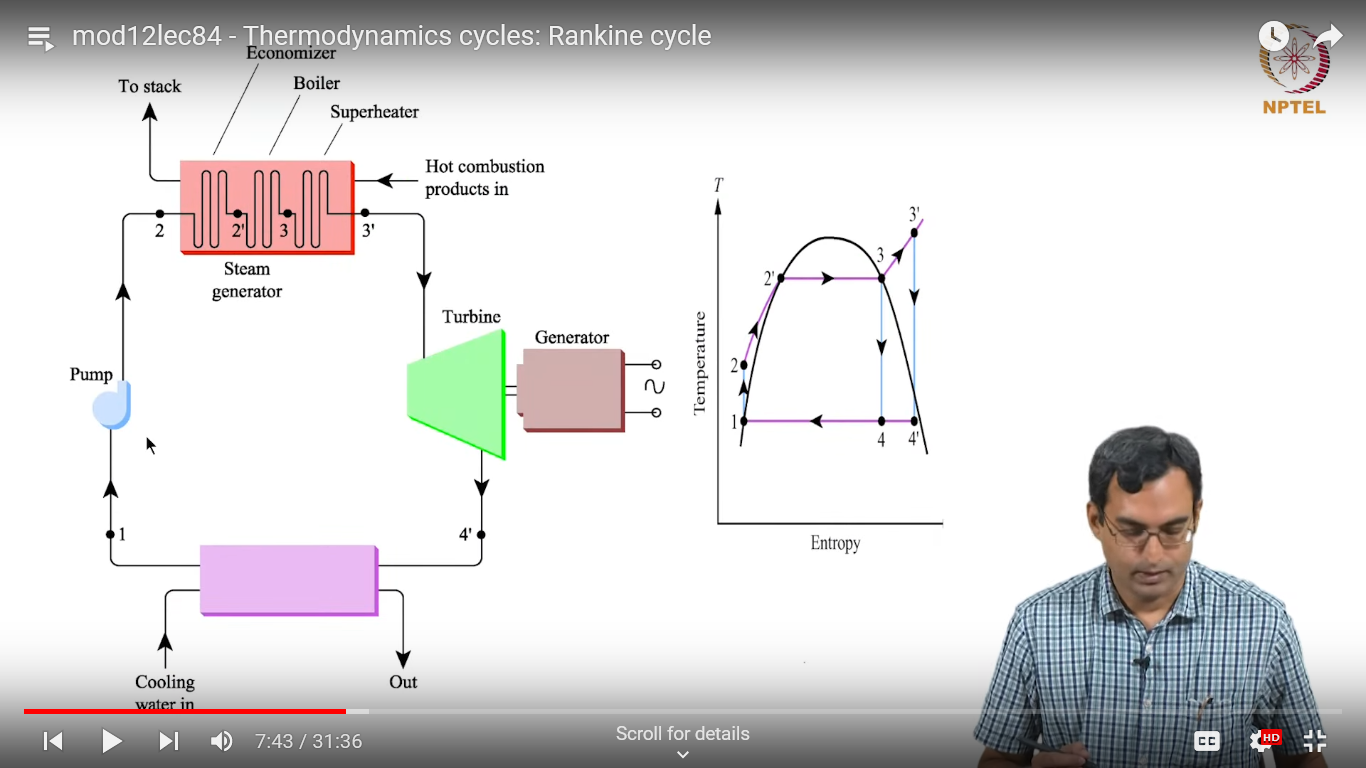 mod12lec84 - Thermodynamics cycles: Rankine cycle
NPTEL
Economizer
Boiler
Superheater
To stack
Hot combustion
products in
2
2'
3
3'
Steam
generator
Turbine
Generator
Pump
1
4'
Cooling
water in
Out
T
Temperature
3'
3
2'
2
1
4
4'
Entropy
7:43 / 31:36
Scroll for details
CC
HD